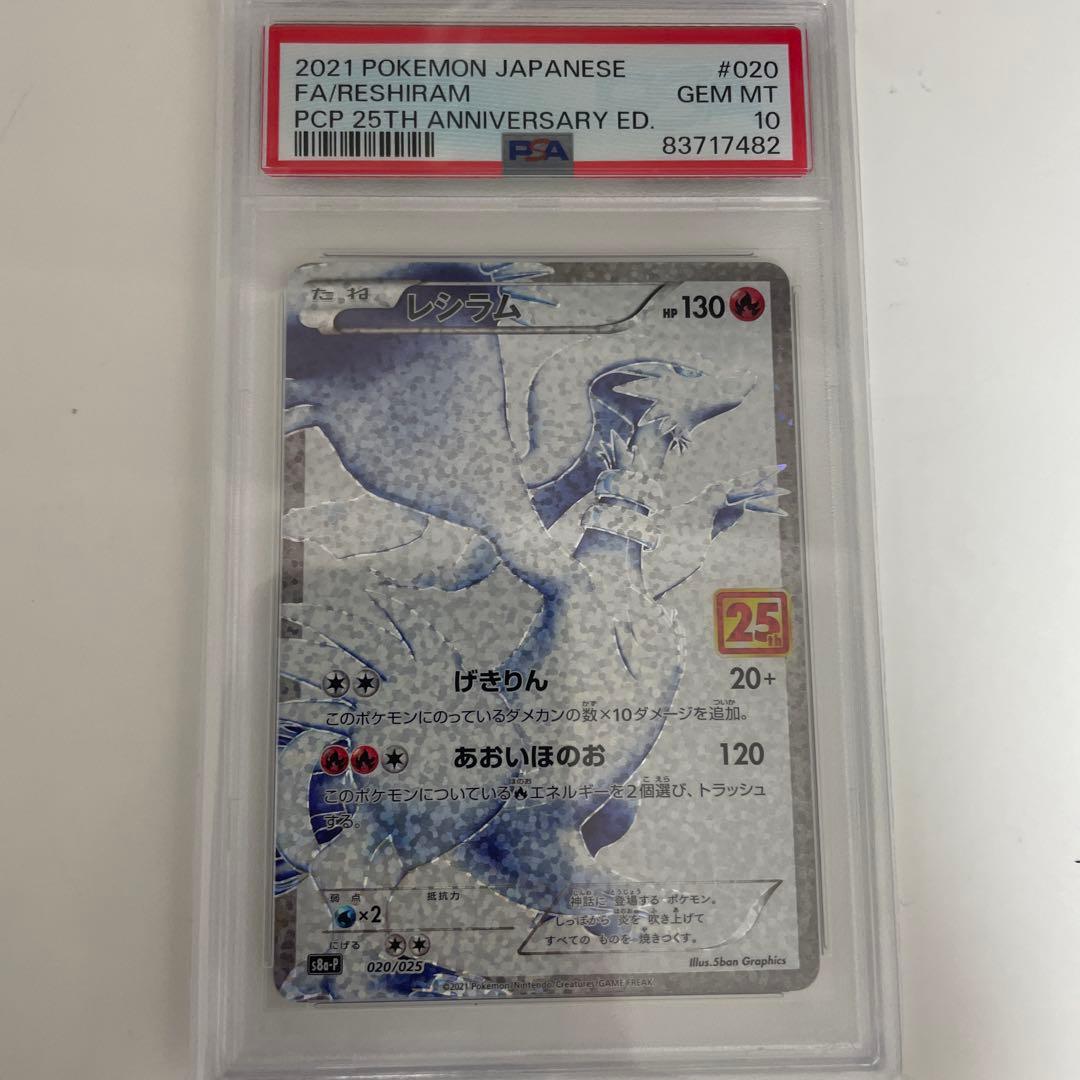 2021 POKEMON JAPANESE #020
FA/RESHIRAM GEM MT
PCP 25TH ANNIVERSARY ED. 10
PSA 83717482
たね レシラム HP 130
25th
げきりん 20+
このポケモンにのっているダメカンの数×10ダメージを追加。
あおいほのお 120
このポケモンについているエネルギーを2個選び、トラッシュ
する。
弱点 抵抗力
×2
にげる
神話に 登場する ポケモン。
しっぽから 炎を 吹き上げて
すべての ものを 焼きつくす。
s8a-P 020/025 Illus.5ban Graphics
©2021 Pokémon/Nintendo/Creatures/GAME FREAK.